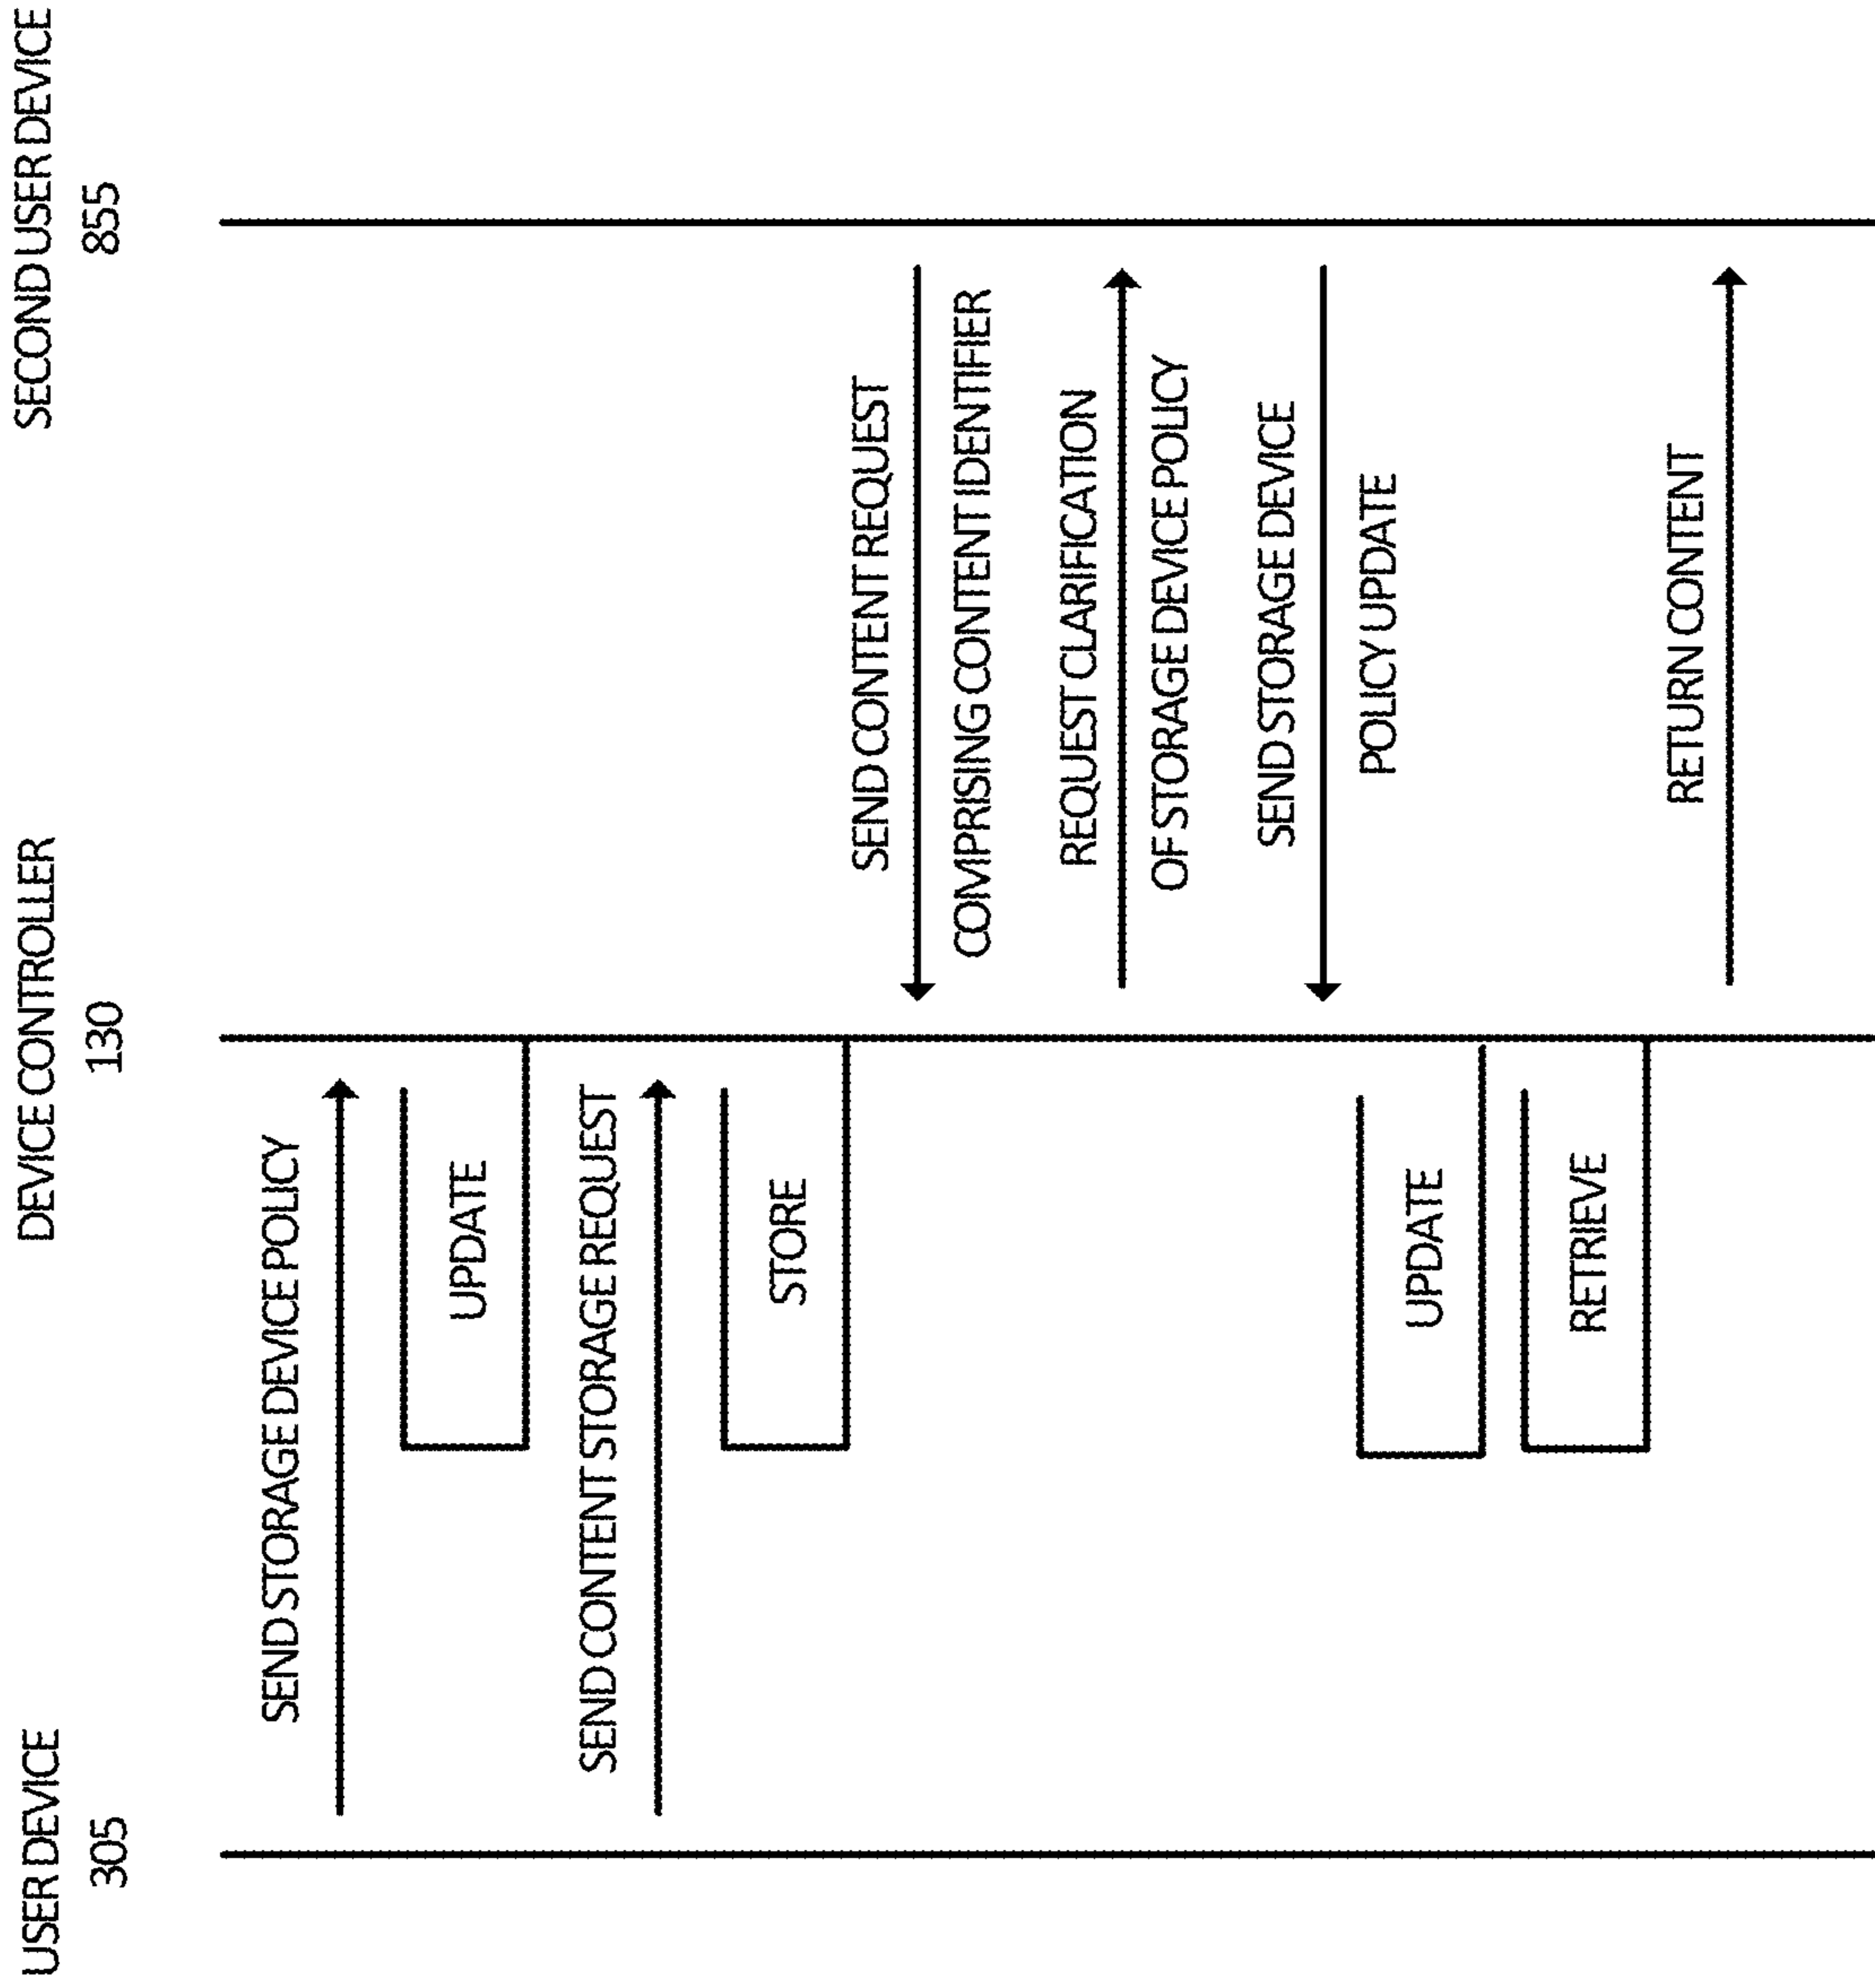 USER DEVICE
305
DEVICE CONTROLLER
130
SECOND USER DEVICE
855
SEND STORAGE DEVICE POLICY
UPDATE
SEND CONTENT STORAGE REQUEST
STORE
SEND CONTENT REQUEST
COMPRISING CONTENT IDENTIFIER
REQUEST CLARIFICATION
OF STORAGE DEVICE POLICY
SEND STORAGE DEVICE
POLICY UPDATE
UPDATE
RETRIEVE
RETURN CONTENT